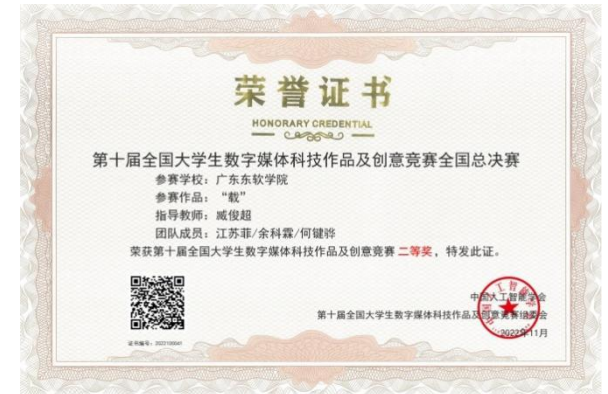 荣誉证书
HONORARY CREDENTIAL
第十届全国大学生数字媒体科技作品及创意竞赛全国总决赛
参赛学校：广东东软学院
参赛作品：“载”
指导教师：臧俊超
团队成员：江苏菲/余科霖/何键骅
荣获第十届全国大学生数字媒体科技作品及创意竞赛 二等奖，特发此证。
中国人工智能学会
第十届全国大学生数字媒体科技作品及创意竞赛组委会
2022年11月